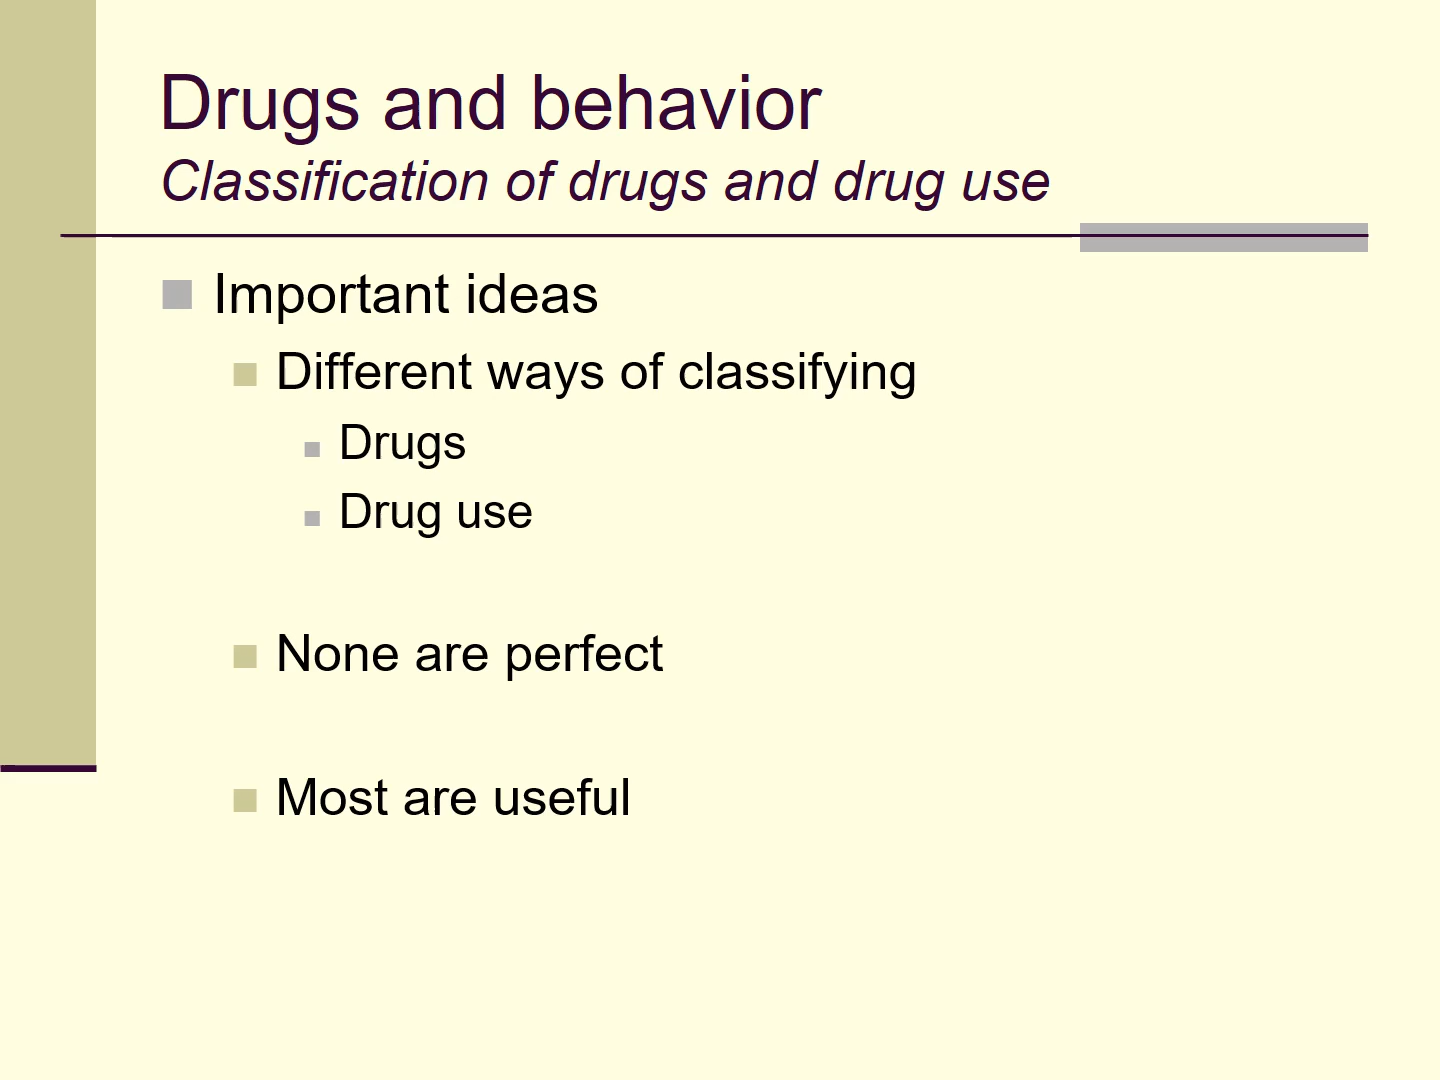 Drugs and behavior
Classification of drugs and drug use
Important ideas
Different ways of classifying
Drugs
Drug use
None are perfect
Most are useful